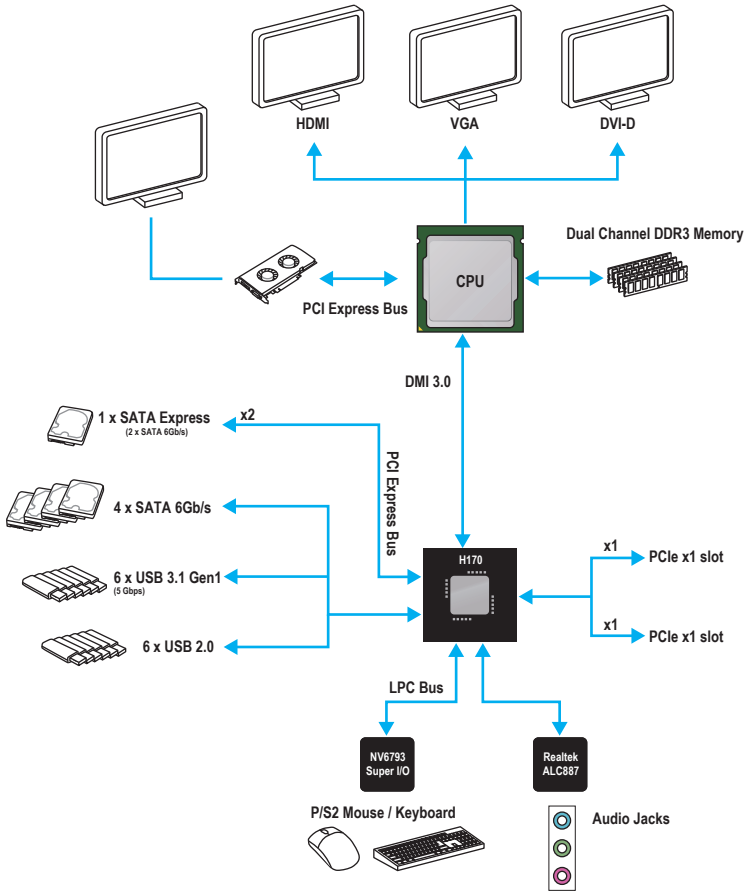 HDMI
VGA
DVI-D
Dual Channel DDR3 Memory
CPU
PCI Express Bus
DMI 3.0
1 x SATA Express
(2 x SATA 6Gb/s)
x2
PCI Express Bus
4 x SATA 6Gb/s
H170
x1
PCIe x1 slot
6 x USB 3.1 Gen1
(5 Gbps)
x1
PCIe x1 slot
6 x USB 2.0
LPC Bus
NV6793
Super I/O
Realtek
ALC887
P/S2 Mouse / Keyboard
Audio Jacks